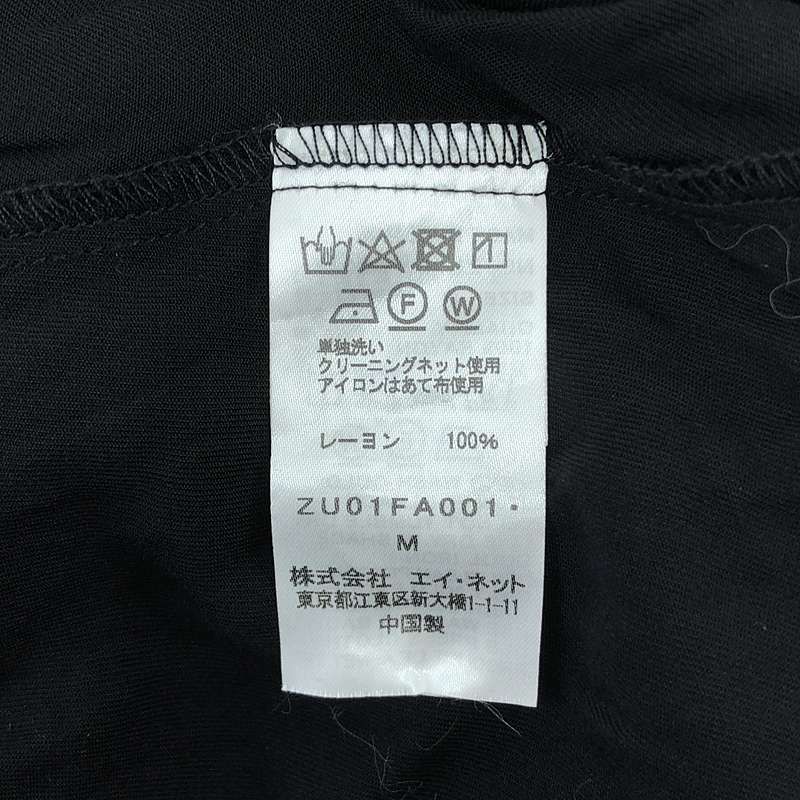 F W
単独洗い
クリーニングネット使用
アイロンはあて布使用
レーヨン 100%
ZU01FA001・
M
株式会社 エイ・ネット
東京都江東区新大橋1-1-11
中国製